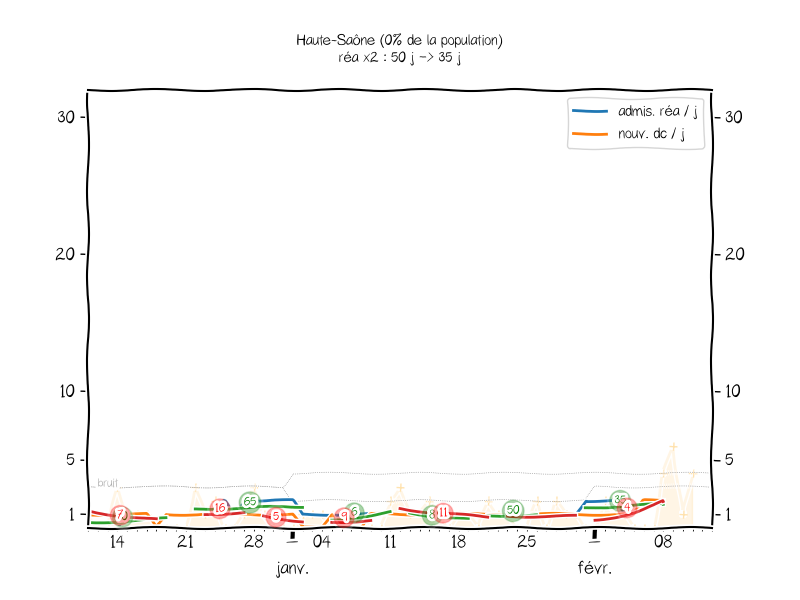 Haute-Saône (0% de la population)
réa x2 : 50 j -> 35 j
admis. réa / j
nouv. dc / j
30 30
20 20
10 10
5 5
bruit
1 1
16 65 5 9 6 8 11 50 35 4
14 21 28 04 11 18 25 08
janv. févr.